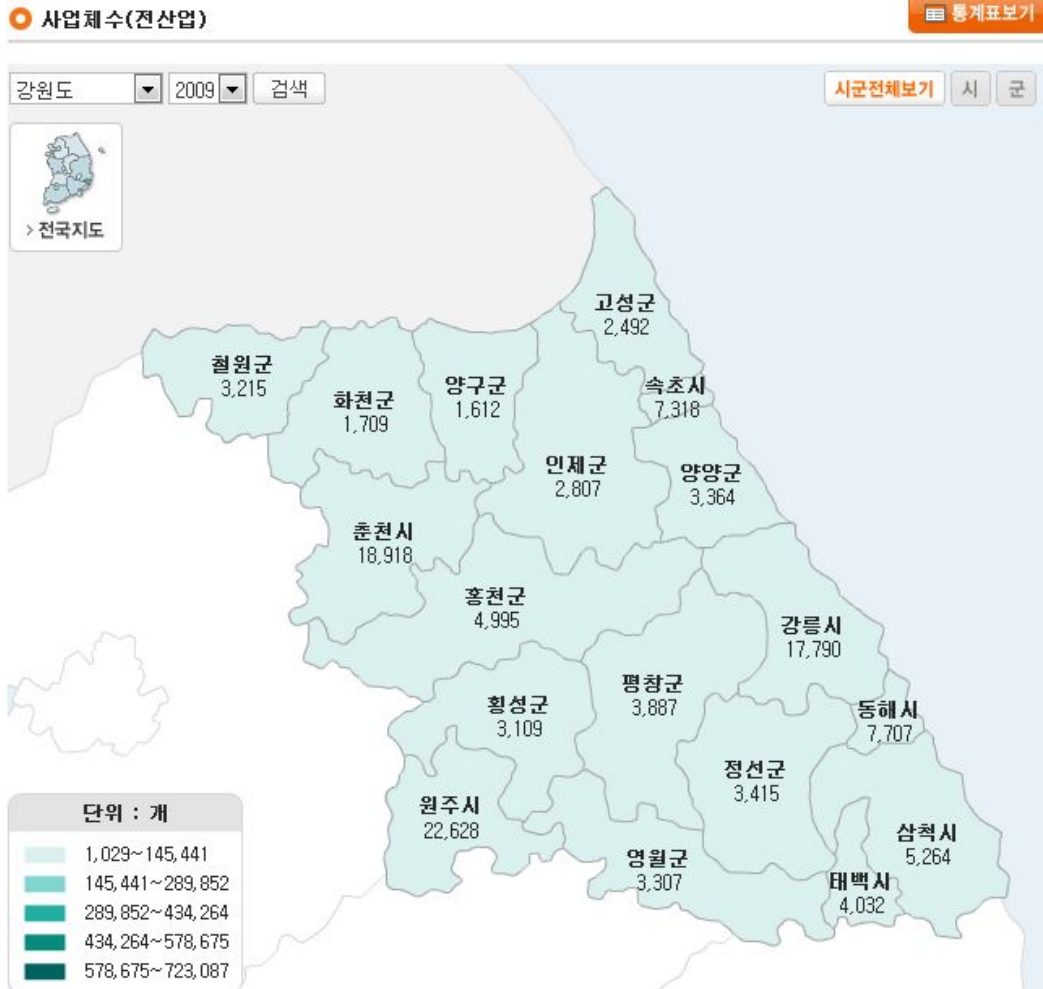 사업체수(전산업)
통계표보기
강원도 2009 검색
시군전체보기 시 군
> 전국지도
고성군
2,492
철원군
3,215
화천군
1,709
양구군
1,612
속초시
7,318
인제군
2,807
양양군
3,364
춘천시
18,918
홍천군
4,995
강릉시
17,790
평창군
3,887
횡성군
3,109
동해시
7,707
정선군
3,415
원주시
22,628
삼척시
5,264
영월군
3,307
태백시
4,032
단위 : 개
1,029~145,441
145,441~289,852
289,852~434,264
434,264~578,675
578,675~723,087